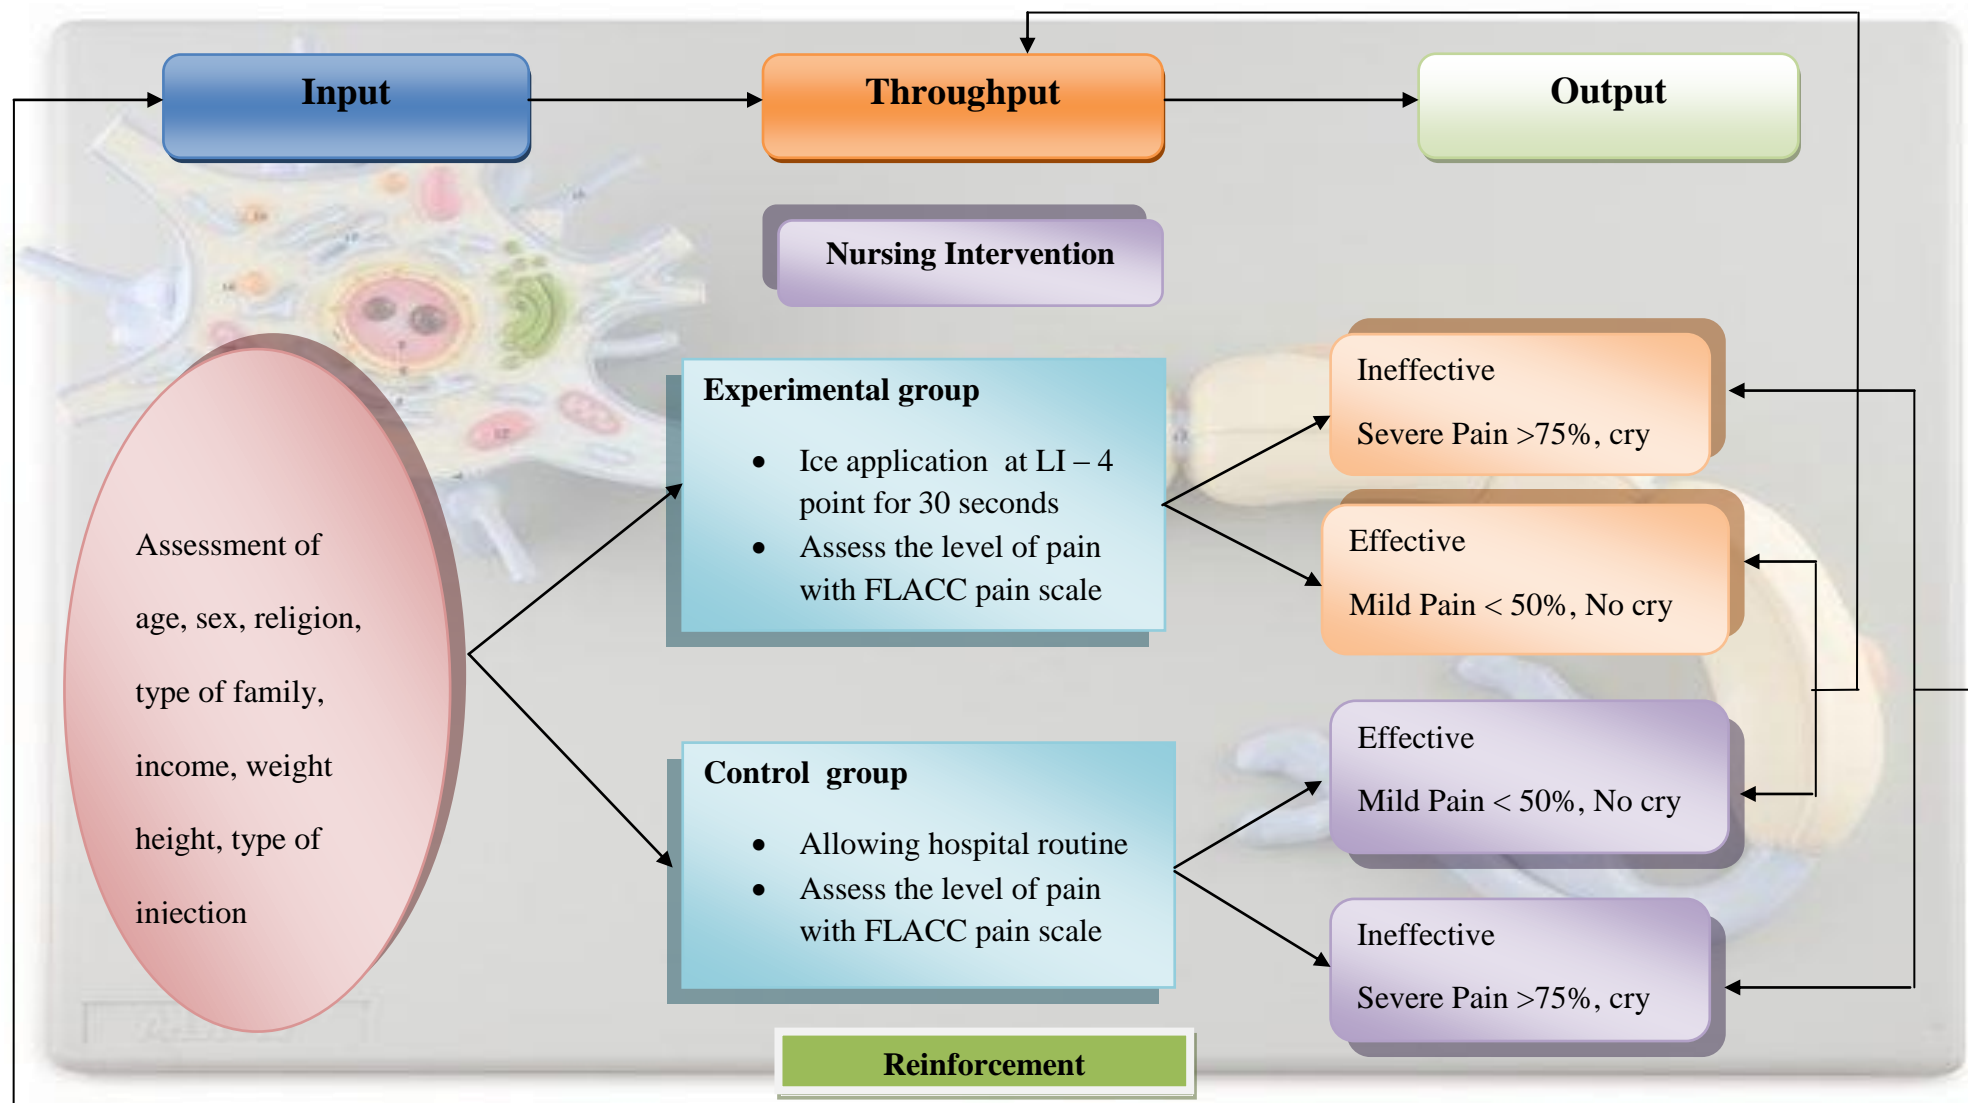 Input
Throughput
Output
Nursing Intervention
Assessment of
age, sex, religion,
type of family,
income, weight
height, type of
injection
Experimental group
• Ice application at LI – 4
point for 30 seconds
• Assess the level of pain
with FLACC pain scale
Control group
• Allowing hospital routine
• Assess the level of pain
with FLACC pain scale
Ineffective
Severe Pain >75%, cry
Effective
Mild Pain < 50%, No cry
Effective
Mild Pain < 50%, No cry
Ineffective
Severe Pain >75%, cry
Reinforcement